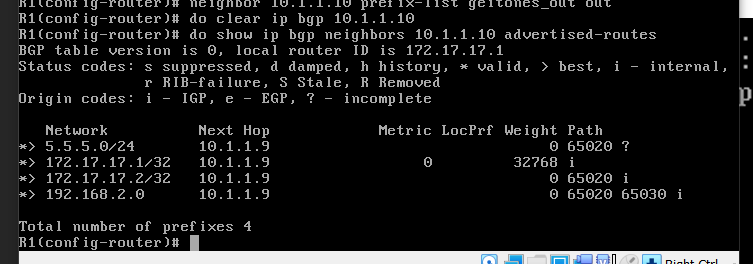 R1(config-router)# neighbor 10.1.1.10 prefix-list geitones_out out
R1(config-router)# do clear ip bgp 10.1.1.10
R1(config-router)# do show ip bgp neighbors 10.1.1.10 advertised-routes
BGP table version is 0, local router ID is 172.17.17.1
Status codes: s suppressed, d damped, h history, * valid, > best, i - internal,
r RIB-failure, S Stale, R Removed
Origin codes: i - IGP, e - EGP, ? - incomplete
Network Next Hop Metric LocPrf Weight Path
*> 5.5.5.0/24 10.1.1.9 0 65020 ?
*> 172.17.17.1/32 10.1.1.9 0 32768 i
*> 172.17.17.2/32 10.1.1.9 0 65020 i
*> 192.168.2.0 10.1.1.9 0 65020 65030 i
Total number of prefixes 4
R1(config-router)#
Right Ctrl